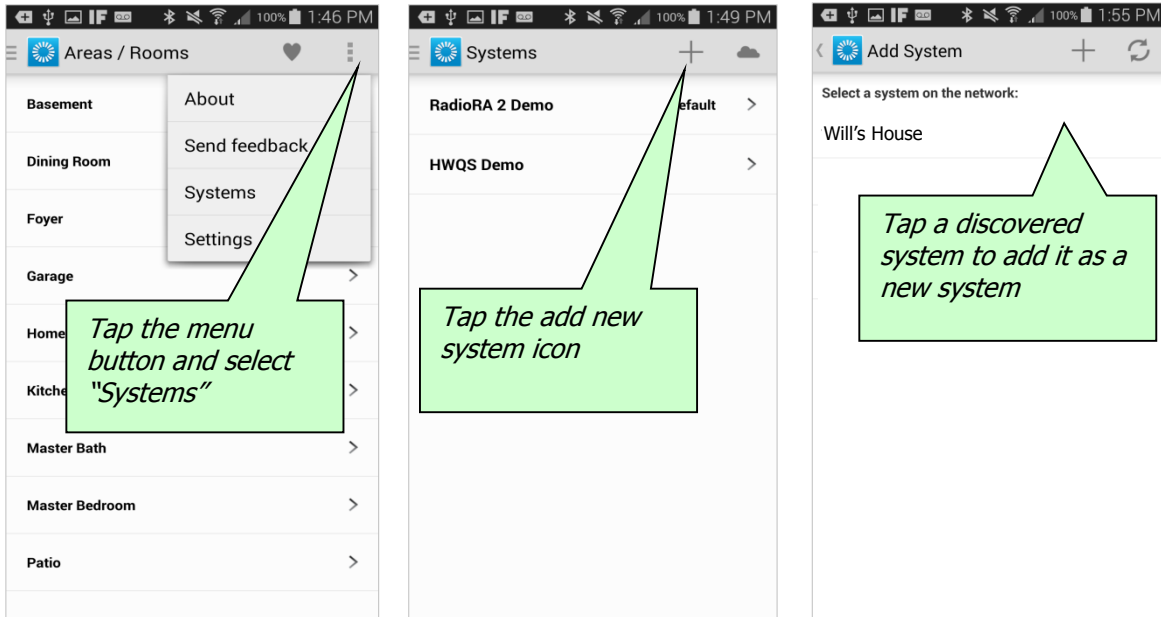 IF 100% 1:46 PM
Areas / Rooms
About
Send feedback
Systems
Settings
Basement
Dining Room
Foyer
Garage
Home
Kitche
Master Bath
Master Bedroom
Patio
Tap the menu
button and select
“Systems”
IF 100% 1:49 PM
Systems
RadioRA 2 Demo efault
HWQS Demo
Tap the add new
system icon
IF 100% 1:55 PM
Add System
Select a system on the network:
Will’s House
Tap a discovered
system to add it as a
new system